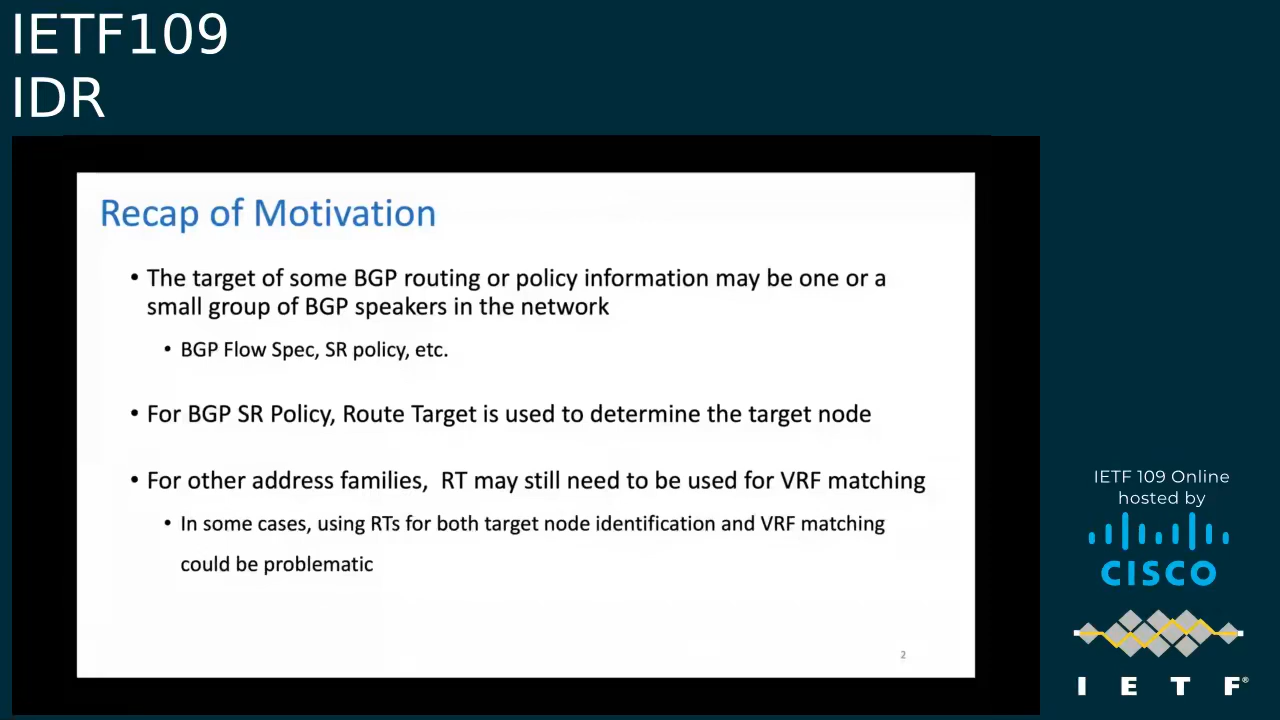 IETF109
IDR
Recap of Motivation
• The target of some BGP routing or policy information may be one or a
small group of BGP speakers in the network
• BGP Flow Spec, SR policy, etc.
• For BGP SR Policy, Route Target is used to determine the target node
• For other address families,  RT may still need to be used for VRF matching
• In some cases, using RTs for both target node identification and VRF matching
could be problematic
2
IETF 109 Online
hosted by
CISCO
I E T F®